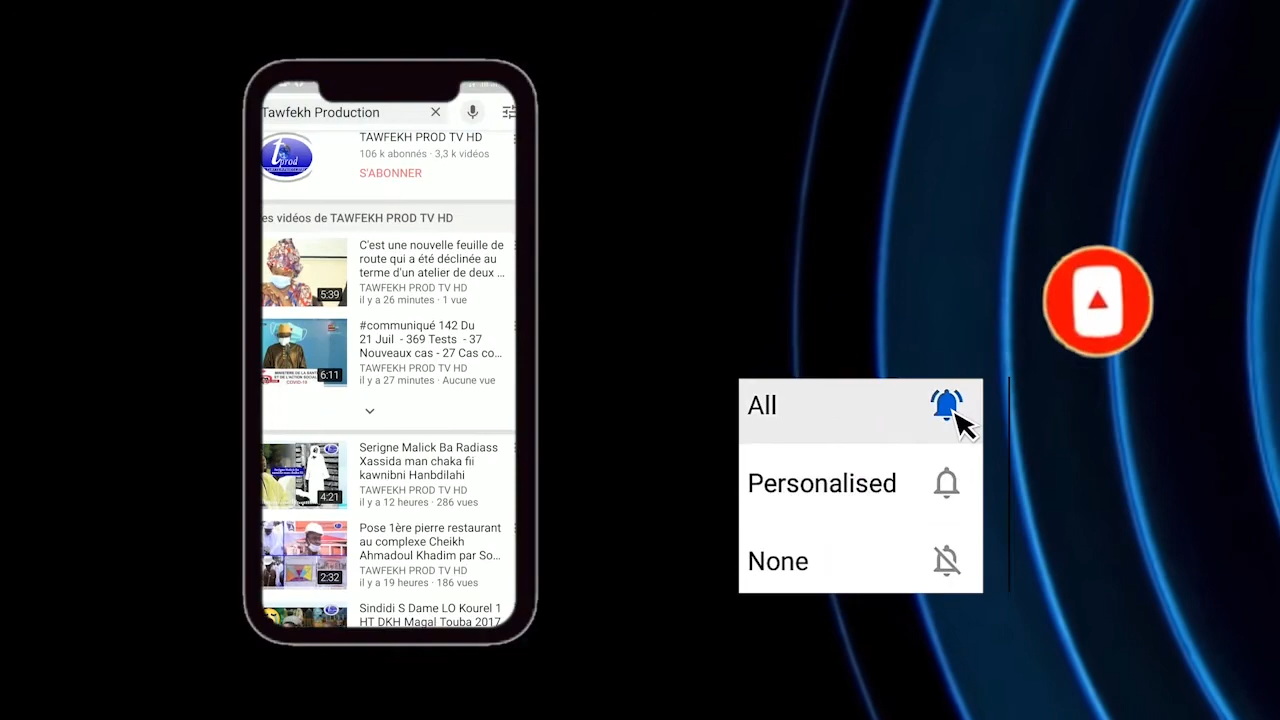 Tawfekh Production
TAWFEKH PROD TV HD
106 k abonnés · 3,3 k vidéos
S'ABONNER
t
prod
es vidéos de TAWFEKH PROD TV HD
C'est une nouvelle feuille de
route qui a été déclinée au
terme d'un atelier de deux ...
TAWFEKH PROD TV HD
il y a 26 minutes · 1 vue
5:39
#communiqué 142 Du
21 Juil - 369 Tests - 37
Nouveaux cas - 27 Cas co...
TAWFEKH PROD TV HD
il y a 27 minutes · Aucune vue
6:11
Serigne Malick Ba Radiass
Xassida man chaka fii
kawnibni Hanbdilahi
TAWFEKH PROD TV HD
il y a 12 heures · 286 vues
4:21
Pose 1ère pierre restaurant
au complexe Cheikh
Ahmadoul Khadim par So...
TAWFEKH PROD TV HD
il y a 19 heures · 186 vues
2:32
Sindidi S Dame LO Kourel 1
HT DKH Magal Touba 2017
All
Personalised
None